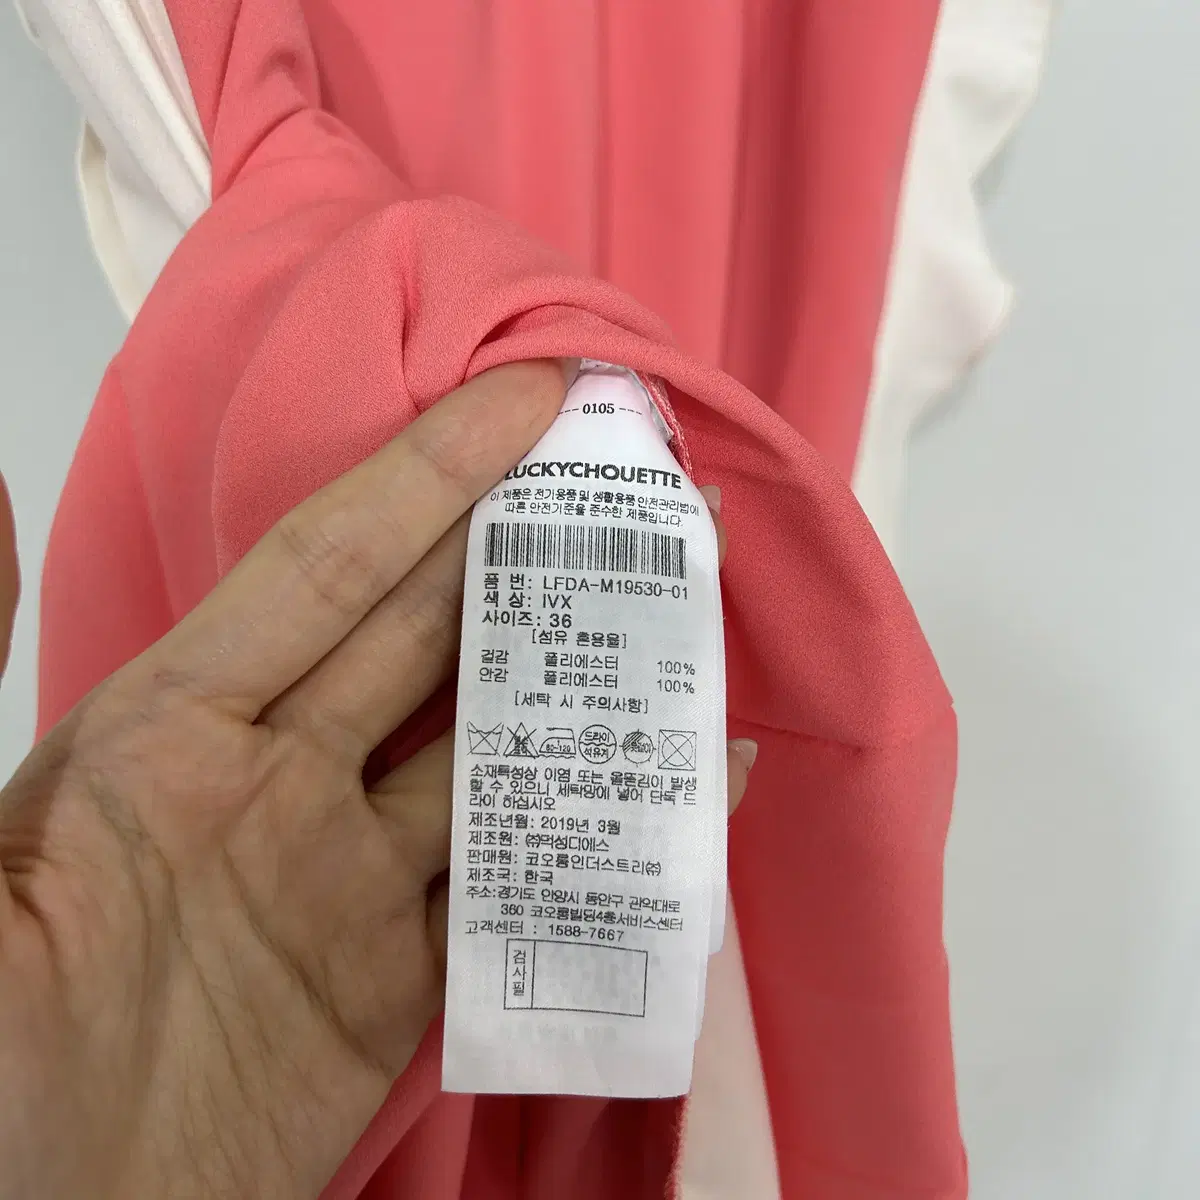 --- 0105 ---
LUCKYCHOUETTE
이 제품은 전기용품 및 생활용품 안전관리법에
따른 안전기준을 준수한 제품입니다.
품 번: LFDA-M19530-01
색 상: IVX
사이즈: 36
[섬유 혼용율]
겉감 폴리에스터 100%
안감 폴리에스터 100%
[세탁 시 주의사항]
80~120 드라이 석유계
소재특성상 이염 또는 올뜯김이 발생
할 수 있으니 세탁망에 넣어 단독 드
라이 하십시오
제조년월: 2019년 3월
제조원: ㈜먹성디에스
판매원: 코오롱인더스트리㈜
제조국: 한국
주소:경기도 안양시 동안구 관악대로
360 코오롱빌딩4층서비스센터
고객센터 : 1588-7667
검사필